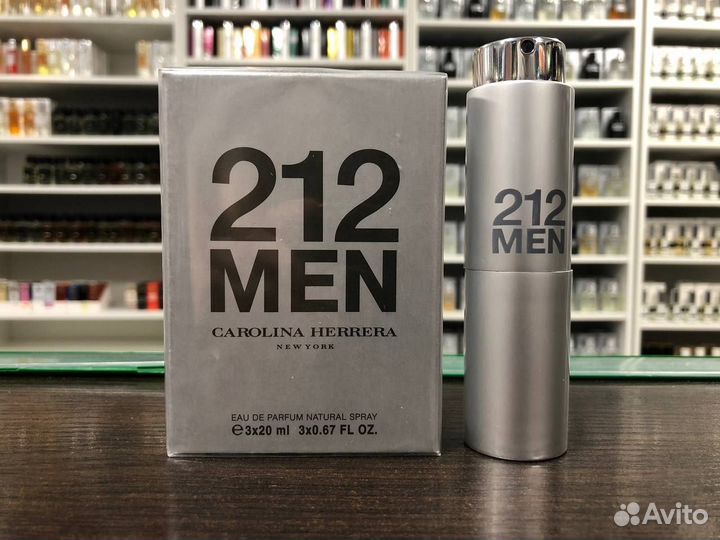 212
MEN
CAROLINA HERRERA
NEW YORK
EAU DE PARFUM NATURAL SPRAY
℮3x20 ml 3x0.67 FL OZ.
212
MEN
Avito